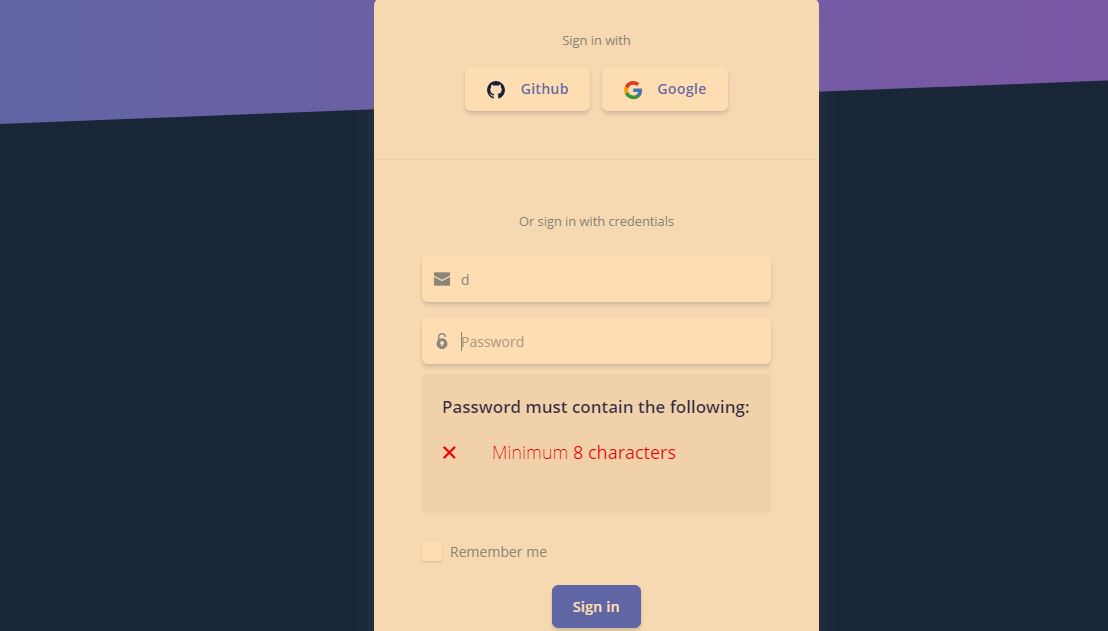 Sign in with
Github Google
Or sign in with credentials
d
Password
Password must contain the following:
Minimum 8 characters
Remember me
Sign in